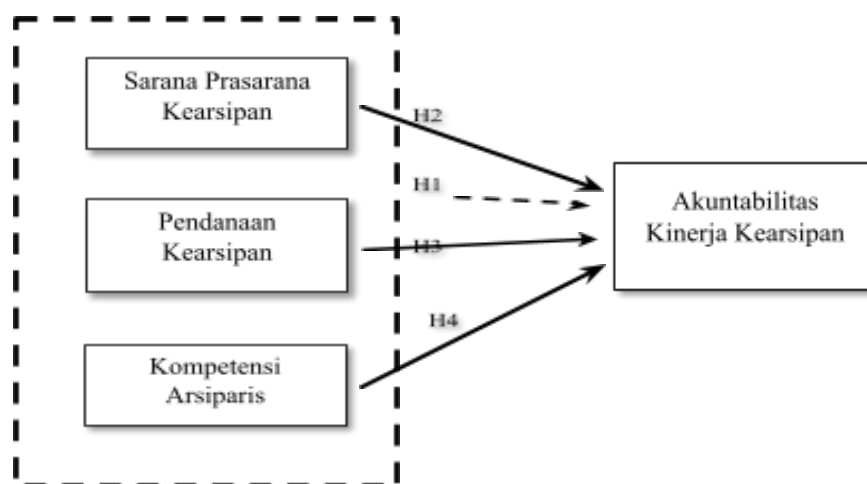 Sarana Prasarana
Kearsipan
H2
H1
Pendanaan
Kearsipan
H3
Akuntabilitas
Kinerja Kearsipan
H4
Kompetensi
Arsiparis